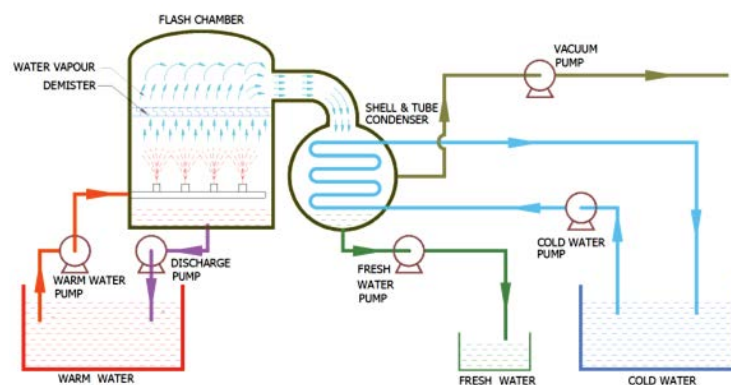 FLASH CHAMBER
WATER VAPOUR
DEMISTER
VACUUM
PUMP
SHELL & TUBE
CONDENSER
WARM WATER
PUMP
DISCHARGE
PUMP
FRESH
WATER
PUMP
COLD WATER
PUMP
WARM WATER
FRESH WATER
COLD WATER